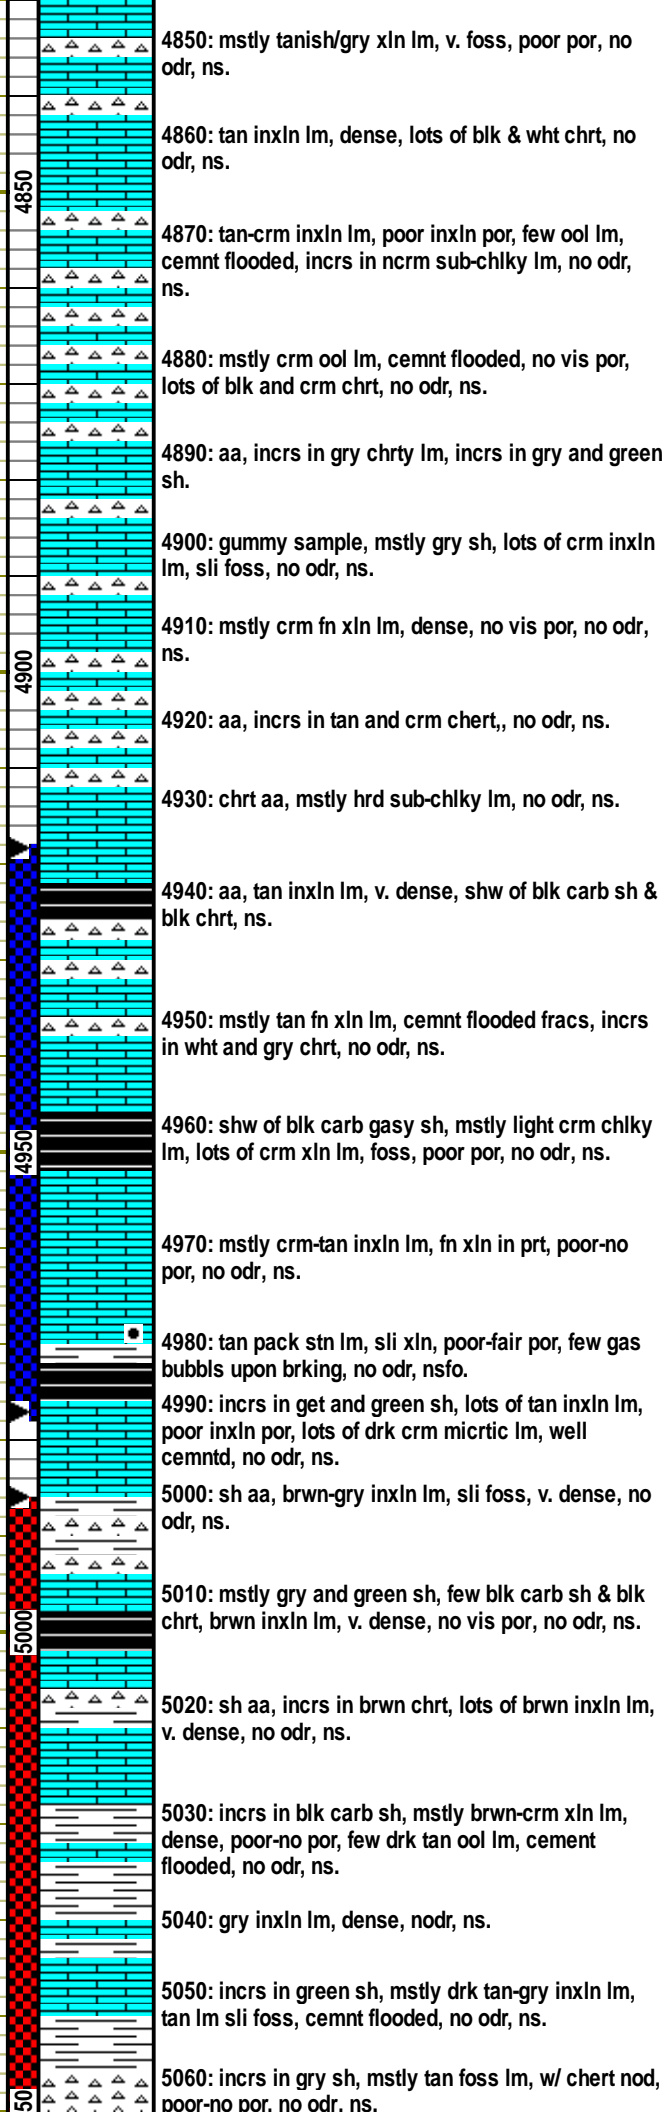 4850: mstly tanish/gry xln lm, v. foss, poor por, no
odr, ns.
4860: tan inxln lm, dense, lots of blk & wht chrt, no
odr, ns.
4850
4870: tan-crm inxln lm, poor inxln por, few ool lm,
cemnt flooded, incrs in ncrm sub-chlky lm, no odr,
ns.
4880: mstly crm ool lm, cemnt flooded, no vis por,
lots of blk and crm chrt, no odr, ns.
4890: aa, incrs in gry chrty lm, incrs in gry and green
sh.
4900: gummy sample, mstly gry sh, lots of crm inxln
lm, sli foss, no odr, ns.
4910: mstly crm fn xln lm, dense, no vis por, no odr,
ns.
4900
4920: aa, incrs in tan and crm chert,, no odr, ns.
4930: chrt aa, mstly hrd sub-chlky lm, no odr, ns.
4940: aa, tan inxln lm, v. dense, shw of blk carb sh &
blk chrt, ns.
4950: mstly tan fn xln lm, cemnt flooded fracs, incrs
in wht and gry chrt, no odr, ns.
4960: shw of blk carb gasy sh, mstly light crm chlky
lm, lots of crm xln lm, foss, poor por, no odr, ns.
4950
4970: mstly crm-tan inxln lm, fn xln in prt, poor-no
por, no odr, ns.
4980: tan pack stn lm, sli xln, poor-fair por, few gas
bubbls upon brking, no odr, nsfo.
4990: incrs in get and green sh, lots of tan inxln lm,
poor inxln por, lots of drk crm micrtic lm, well
cemntd, no odr, ns.
5000: sh aa, brwn-gry inxln lm, sli foss, v. dense, no
odr, ns.
5010: mstly gry and green sh, few blk carb sh & blk
chrt, brwn inxln lm, v. dense, no vis por, no odr, ns.
5000
5020: sh aa, incrs in brwn chrt, lots of brwn inxln lm,
v. dense, no odr, ns.
5030: incrs in blk carb sh, mstly brwn-crm xln lm,
dense, poor-no por, few drk tan ool lm, cement
flooded, no odr, ns.
5040: gry inxln lm, dense, nodr, ns.
5050: incrs in green sh, mstly drk tan-gry inxln lm,
tan lm sli foss, cemnt flooded, no odr, ns.
5060: incrs in gry sh, mstly tan foss lm, w/ chert nod,
poor-no por, no odr, ns.
50